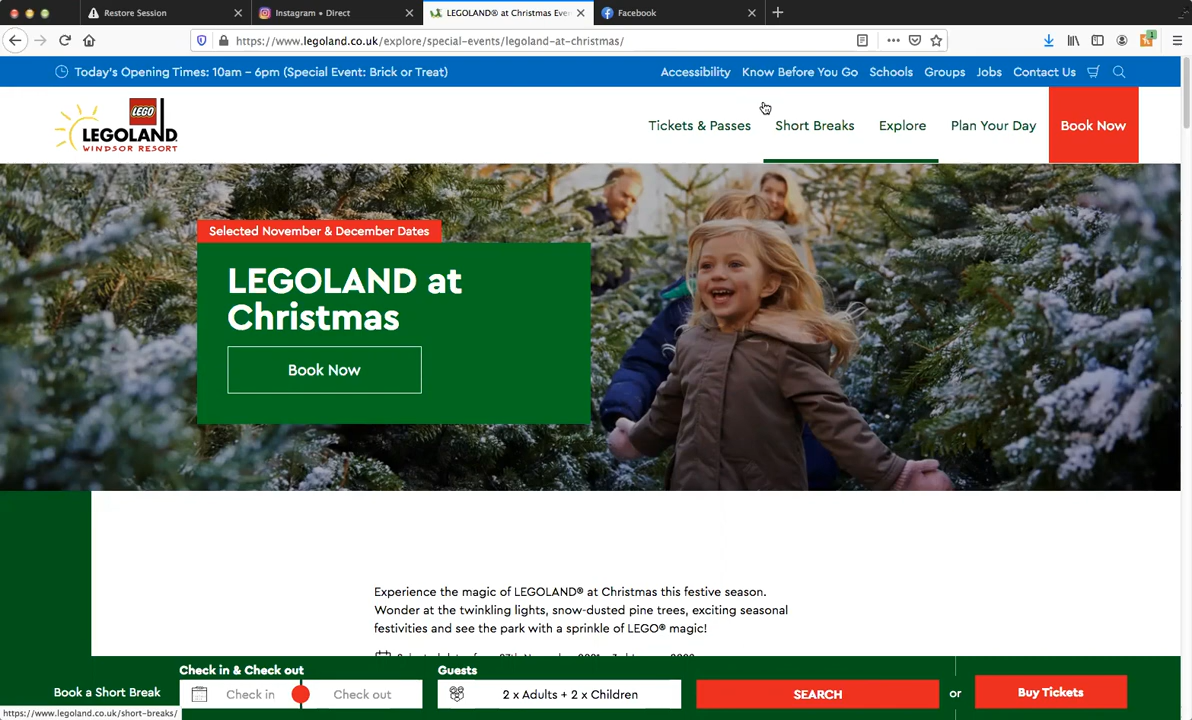 Restore Session
Instagram • Direct
LEGOLAND® at Christmas Eve
Facebook
https://www.legoland.co.uk/explore/special-events/legoland-at-christmas/
1
Today's Opening Times: 10am – 6pm (Special Event: Brick or Treat)
Accessibility
Know Before You Go
Schools
Groups
Jobs
Contact Us
LEGO
LEGOLAND
WINDSOR RESORT
Tickets & Passes
Short Breaks
Explore
Plan Your Day
Book Now
Selected November & December Dates
LEGOLAND at
Christmas
Book Now
Experience the magic of LEGOLAND® at Christmas this festive season.
Wonder at the twinkling lights, snow-dusted pine trees, exciting seasonal
festivities and see the park with a sprinkle of LEGO® magic!
Check in & Check out
Guests
Book a Short Break
Check in
Check out
2 x Adults + 2 x Children
SEARCH
or
Buy Tickets
https://www.legoland.co.uk/short-breaks/